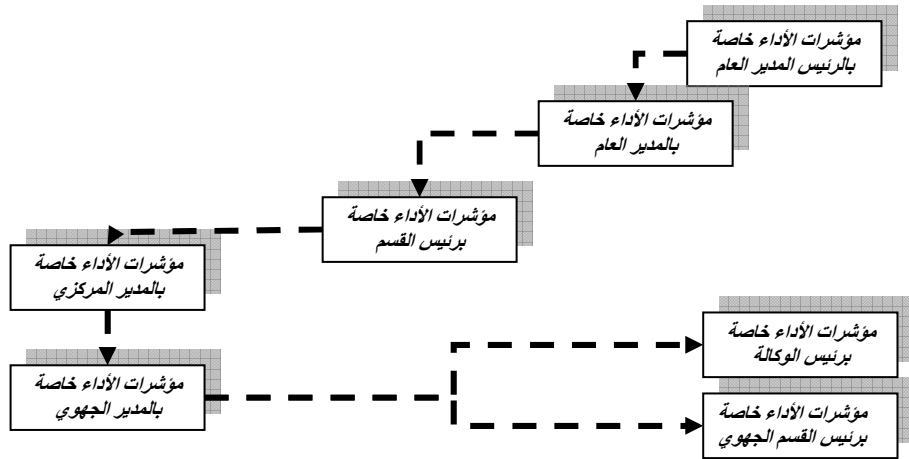 مؤشرات الأداء خاصة
بالرئيس المدير العام
مؤشرات الأداء خاصة
بالمدير العام
مؤشرات الأداء خاصة
برئيس القسم
مؤشرات الأداء خاصة
بالمدير المركزي
مؤشرات الأداء خاصة
بالمدير الجهوي
مؤشرات الأداء خاصة
برئيس الوكالة
مؤشرات الأداء خاصة
برئيس القسم الجهوي